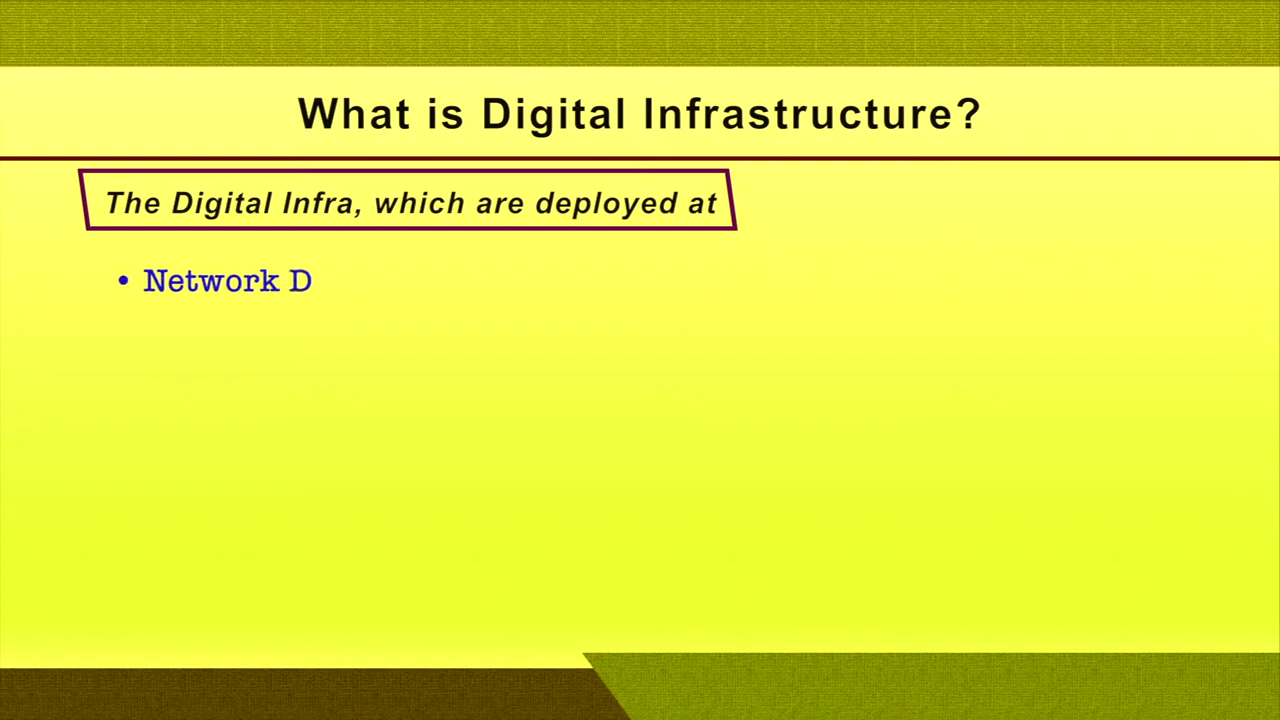 What is Digital Infrastructure?
The Digital Infra, which are deployed at
• Network D